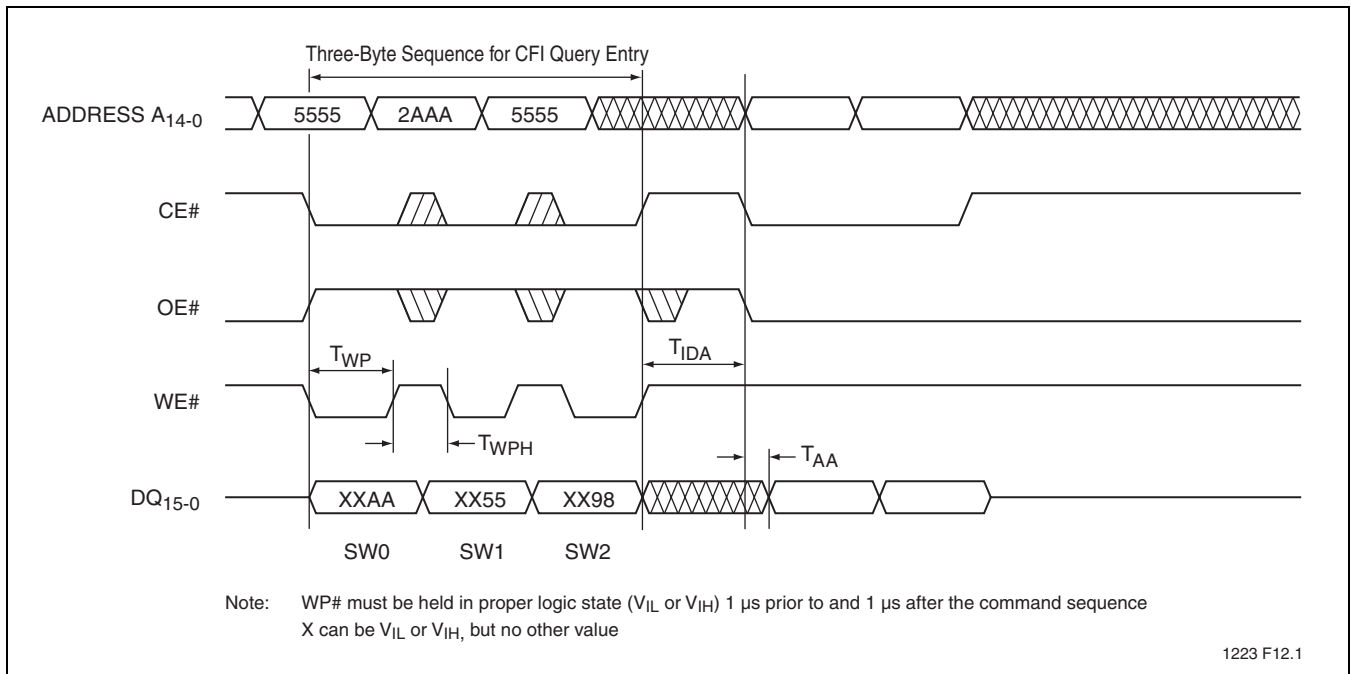 Three-Byte Sequence for CFI Query Entry
ADDRESS A14-0
5555 2AAA 5555
CE#
OE#
TWP TIDA
WE#
TWPH TAA
DQ15-0
XXAA XX55 XX98
SW0 SW1 SW2
Note: WP# must be held in proper logic state (VIL or VIH) 1 µs prior to and 1 µs after the command sequence
X can be VIL or VIH, but no other value
1223 F12.1